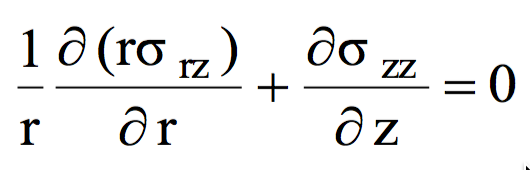 1/r ∂(rσ_rz)/∂r + ∂σ_zz/∂z = 0